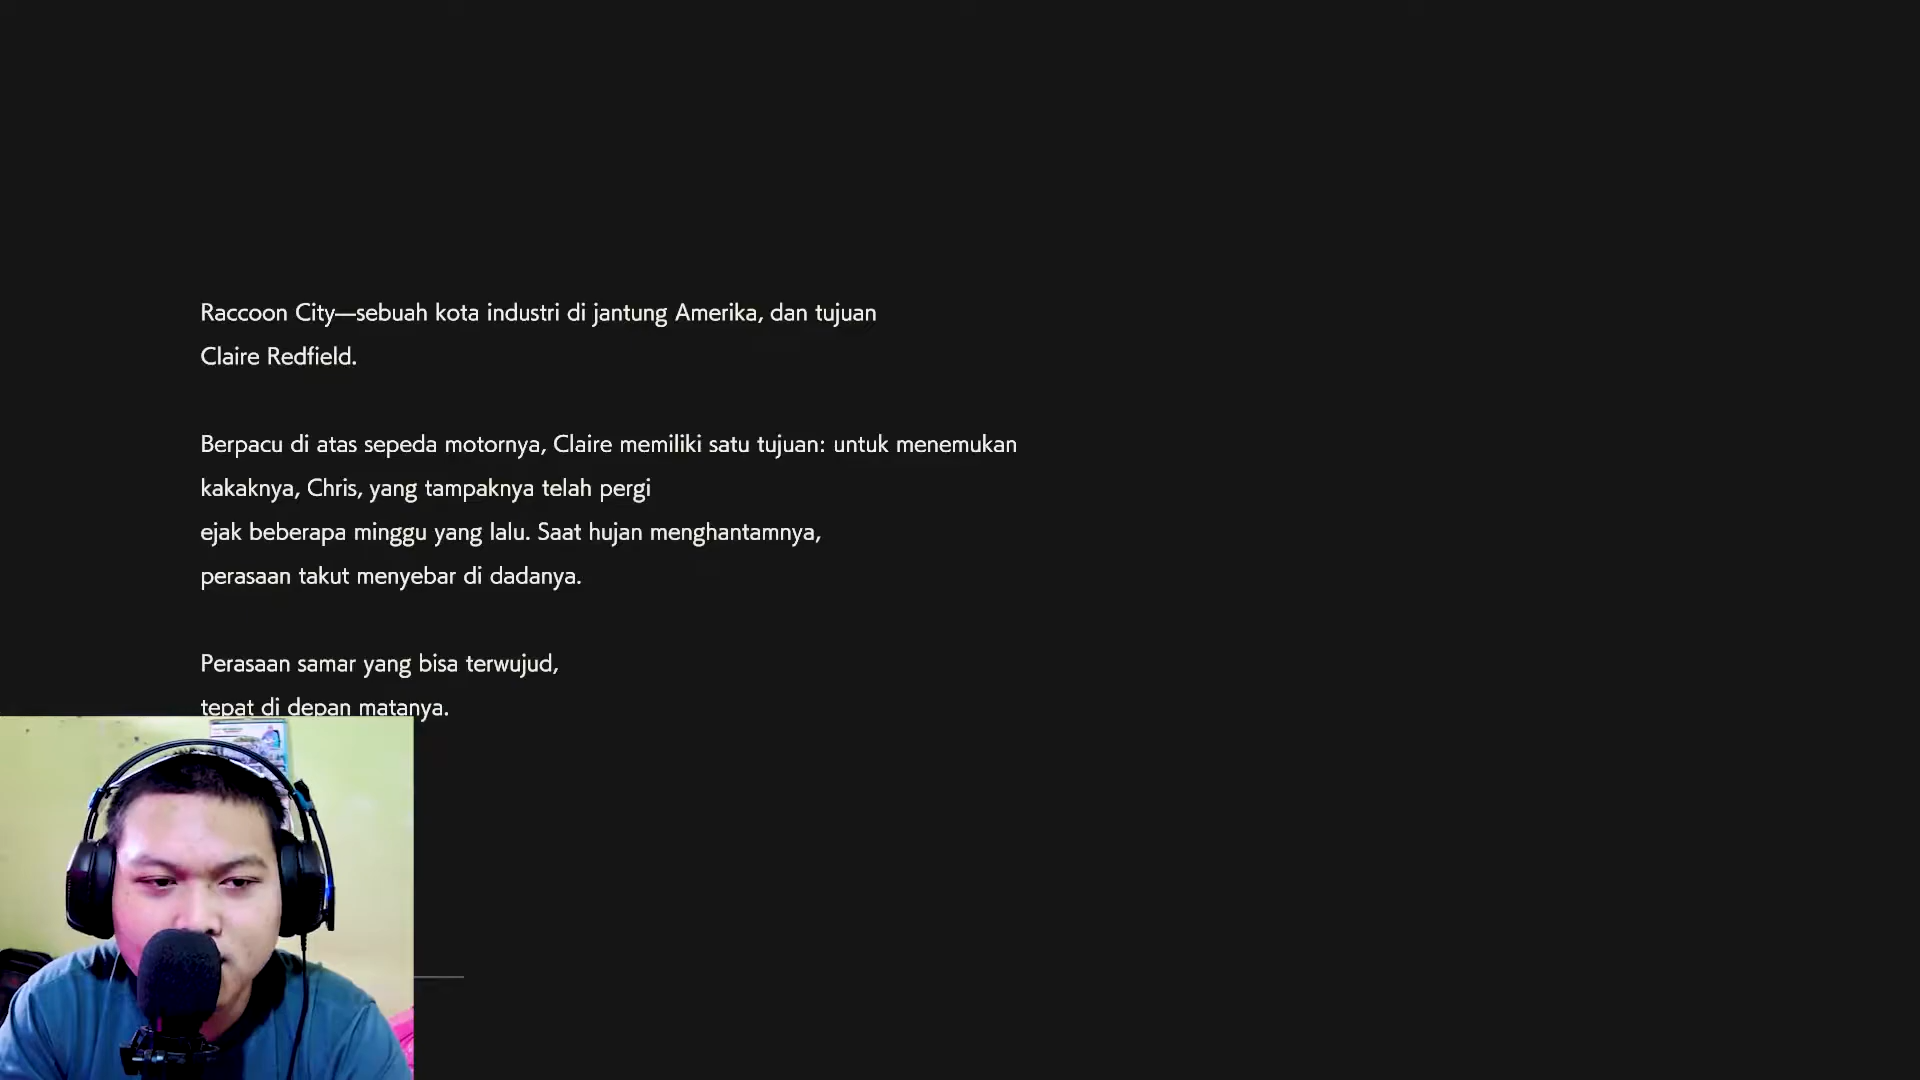 Raccoon City—sebuah kota industri di jantung Amerika, dan tujuan
Claire Redfield.
Berpacu di atas sepeda motornya, Claire memiliki satu tujuan: untuk menemukan
kakaknya, Chris, yang tampaknya telah pergi
ejak beberapa minggu yang lalu. Saat hujan menghantamnya,
perasaan takut menyebar di dadanya.
Perasaan samar yang bisa terwujud,
tepat di depan matanya.